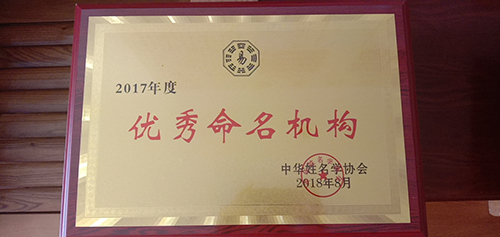 易
2017年度
优秀命名机构
中华姓名学协会
2018年8月